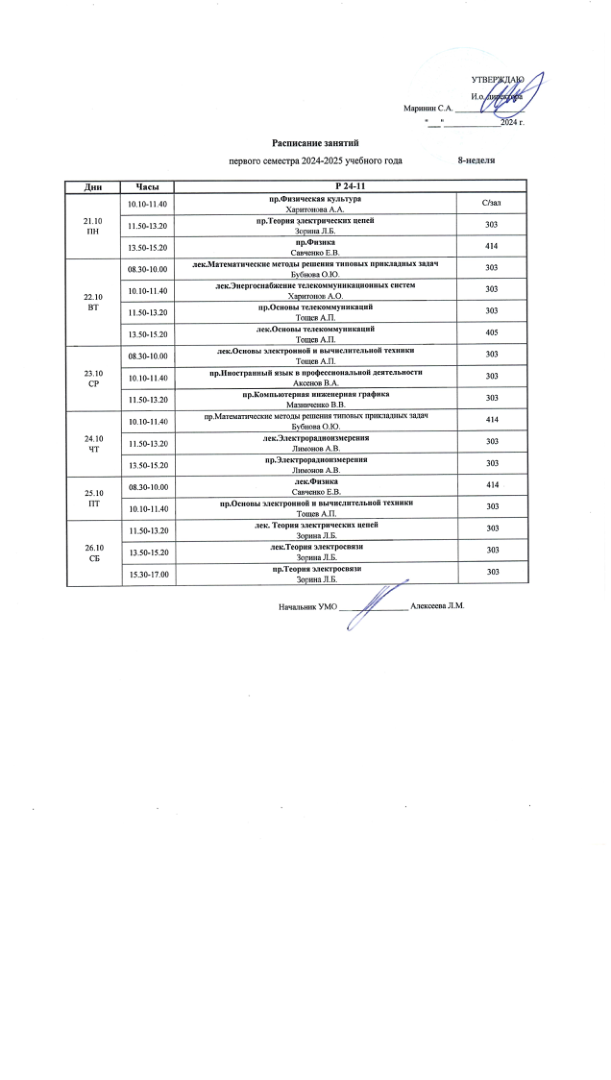 УТВЕРЖДАЮ
И.о. директора
Маринин С.А. ________________
"___"______________2024 г.
Расписание занятий
первого семестра 2024-2025 учебного года 8-неделя
Дни Часы Р 24-11
21.10
ПН
10.10-11.40 пр.Физическая культура С/зал
Харитонова А.А.
11.50-13.20 пр.Теория электрических цепей 303
Зорина Л.Б.
13.50-15.20 пр.Физика 414
Савченко Е.В.
22.10
ВТ
08.30-10.00 лек.Математические методы решения типовых прикладных задач 303
Бубнова О.Ю.
10.10-11.40 лек.Энергоснабжение телекоммуникационных систем 303
Харитонов А.О.
11.50-13.20 пр.Основы телекоммуникаций 303
Тощев А.П.
13.50-15.20 лек.Основы телекоммуникаций 405
Тощев А.П.
23.10
СР
08.30-10.00 лек.Основы электронной и вычислительной техники 303
Тощев А.П.
10.10-11.40 пр.Иностранный язык в профессиональной деятельности 303
Аксенов В.А.
11.50-13.20 пр.Компьютерная инженерная графика 303
Мазниченко В.В.
24.10
ЧТ
10.10-11.40 пр.Математические методы решения типовых прикладных задач 414
Бубнова О.Ю.
11.50-13.20 лек.Электрорадиоизмерения 303
Лимонов А.В.
13.50-15.20 пр.Электрорадиоизмерения 303
Лимонов А.В.
25.10
ПТ
08.30-10.00 лек.Физика 414
Савченко Е.В.
10.10-11.40 пр.Основы электронной и вычислительной техники 303
Тощев А.П.
26.10
СБ
11.50-13.20 лек. Теория электрических цепей 303
Зорина Л.Б.
13.50-15.20 лек.Теория электросвязи 303
Зорина Л.Б.
15.30-17.00 пр.Теория электросвязи 303
Зорина Л.Б.
Начальник УМО ________________ Алексеева Л.М.